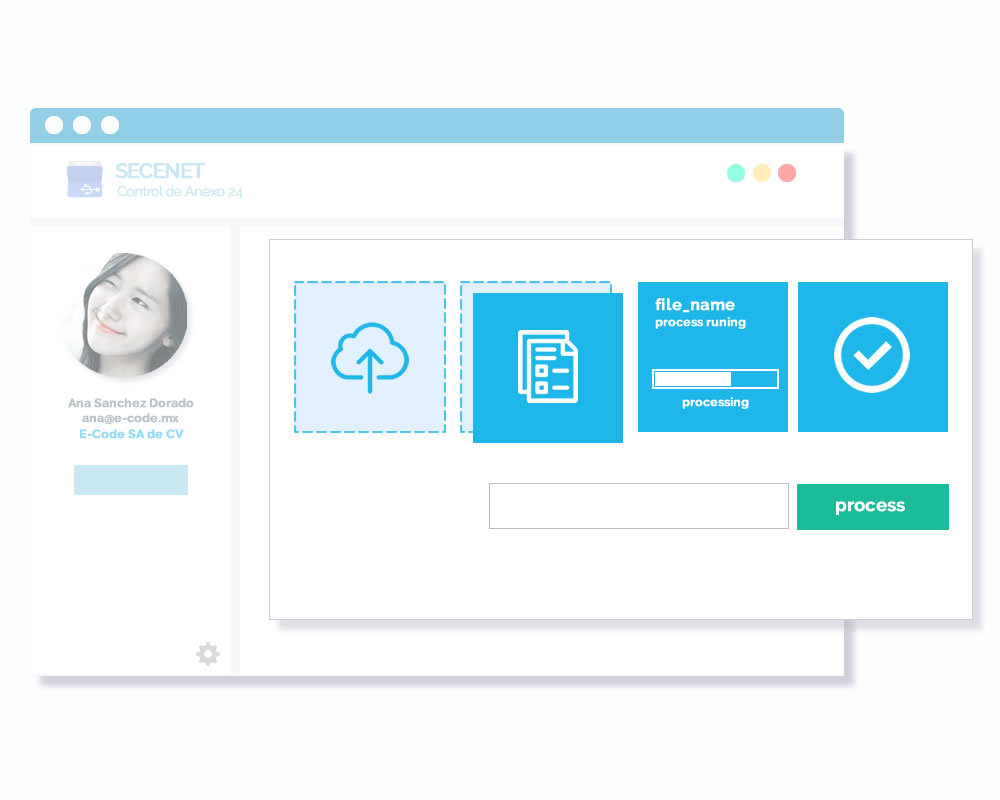 SECENET
Control de Anexo 24
Ana Sanchez Dorado
ana@e-code.mx
E-Code SA de CV
file_name
process runing
processing
process